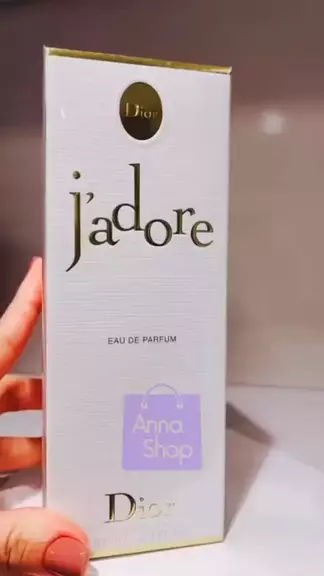 Dior
j'adore
EAU DE PARFUM
Anna
Shop
Dior